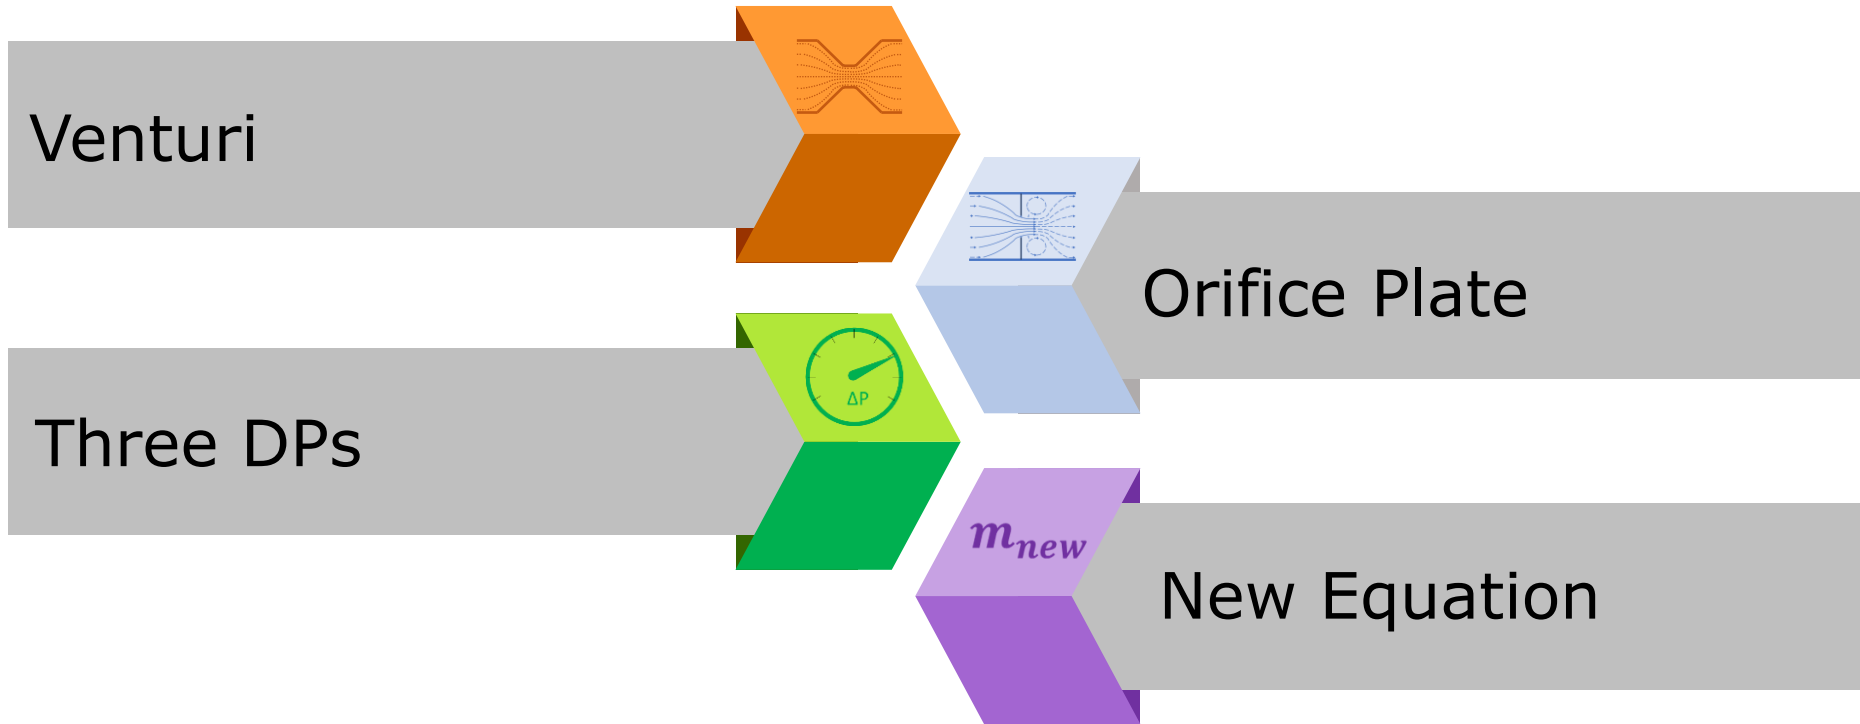 Venturi
Orifice Plate
ΔP
Three DPs
m_new
New Equation